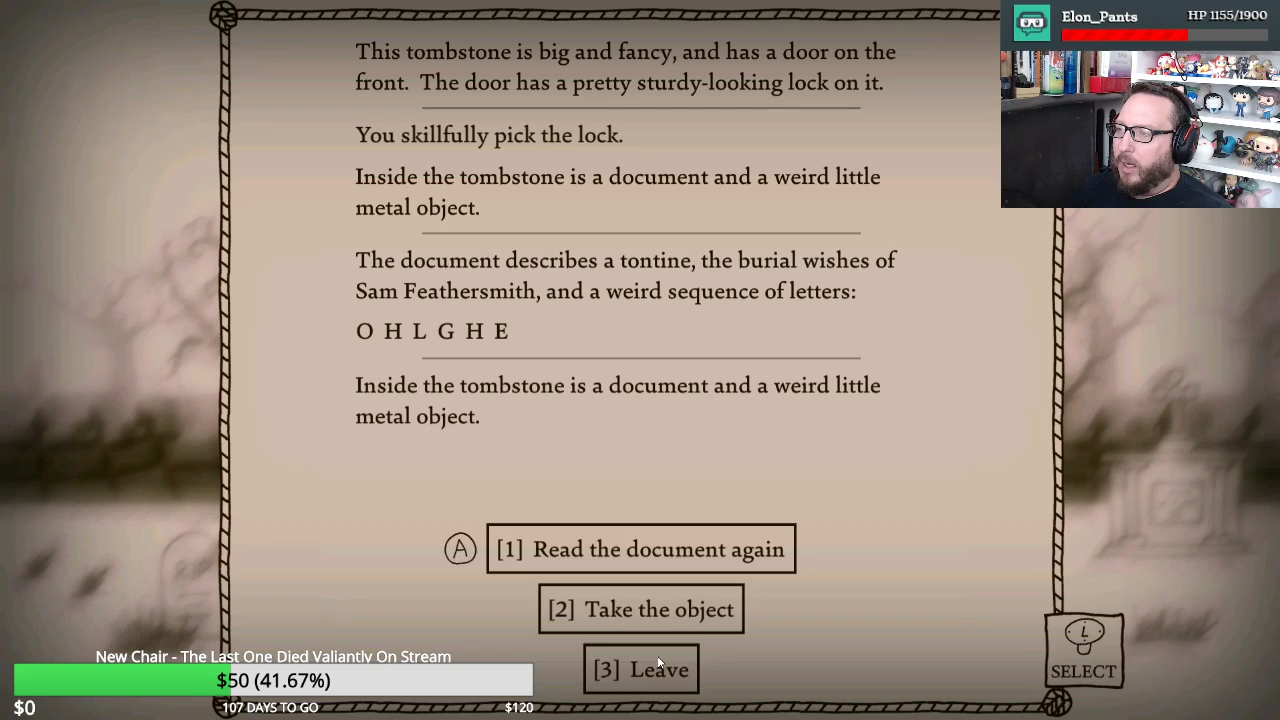 This tombstone is big and fancy, and has a door on the
front. The door has a pretty sturdy-looking lock on it.
You skillfully pick the lock.
Inside the tombstone is a document and a weird little
metal object.
The document describes a tontine, the burial wishes of
Sam Feathersmith, and a weird sequence of letters:
O H L G H E
Inside the tombstone is a document and a weird little
metal object.
A [1] Read the document again
[2] Take the object
[3] Leave
L
SELECT
Elon_Pants HP 1155/1900
New Chair - The Last One Died Valiantly On Stream
$50 (41.67%)
$0 107 DAYS TO GO $120